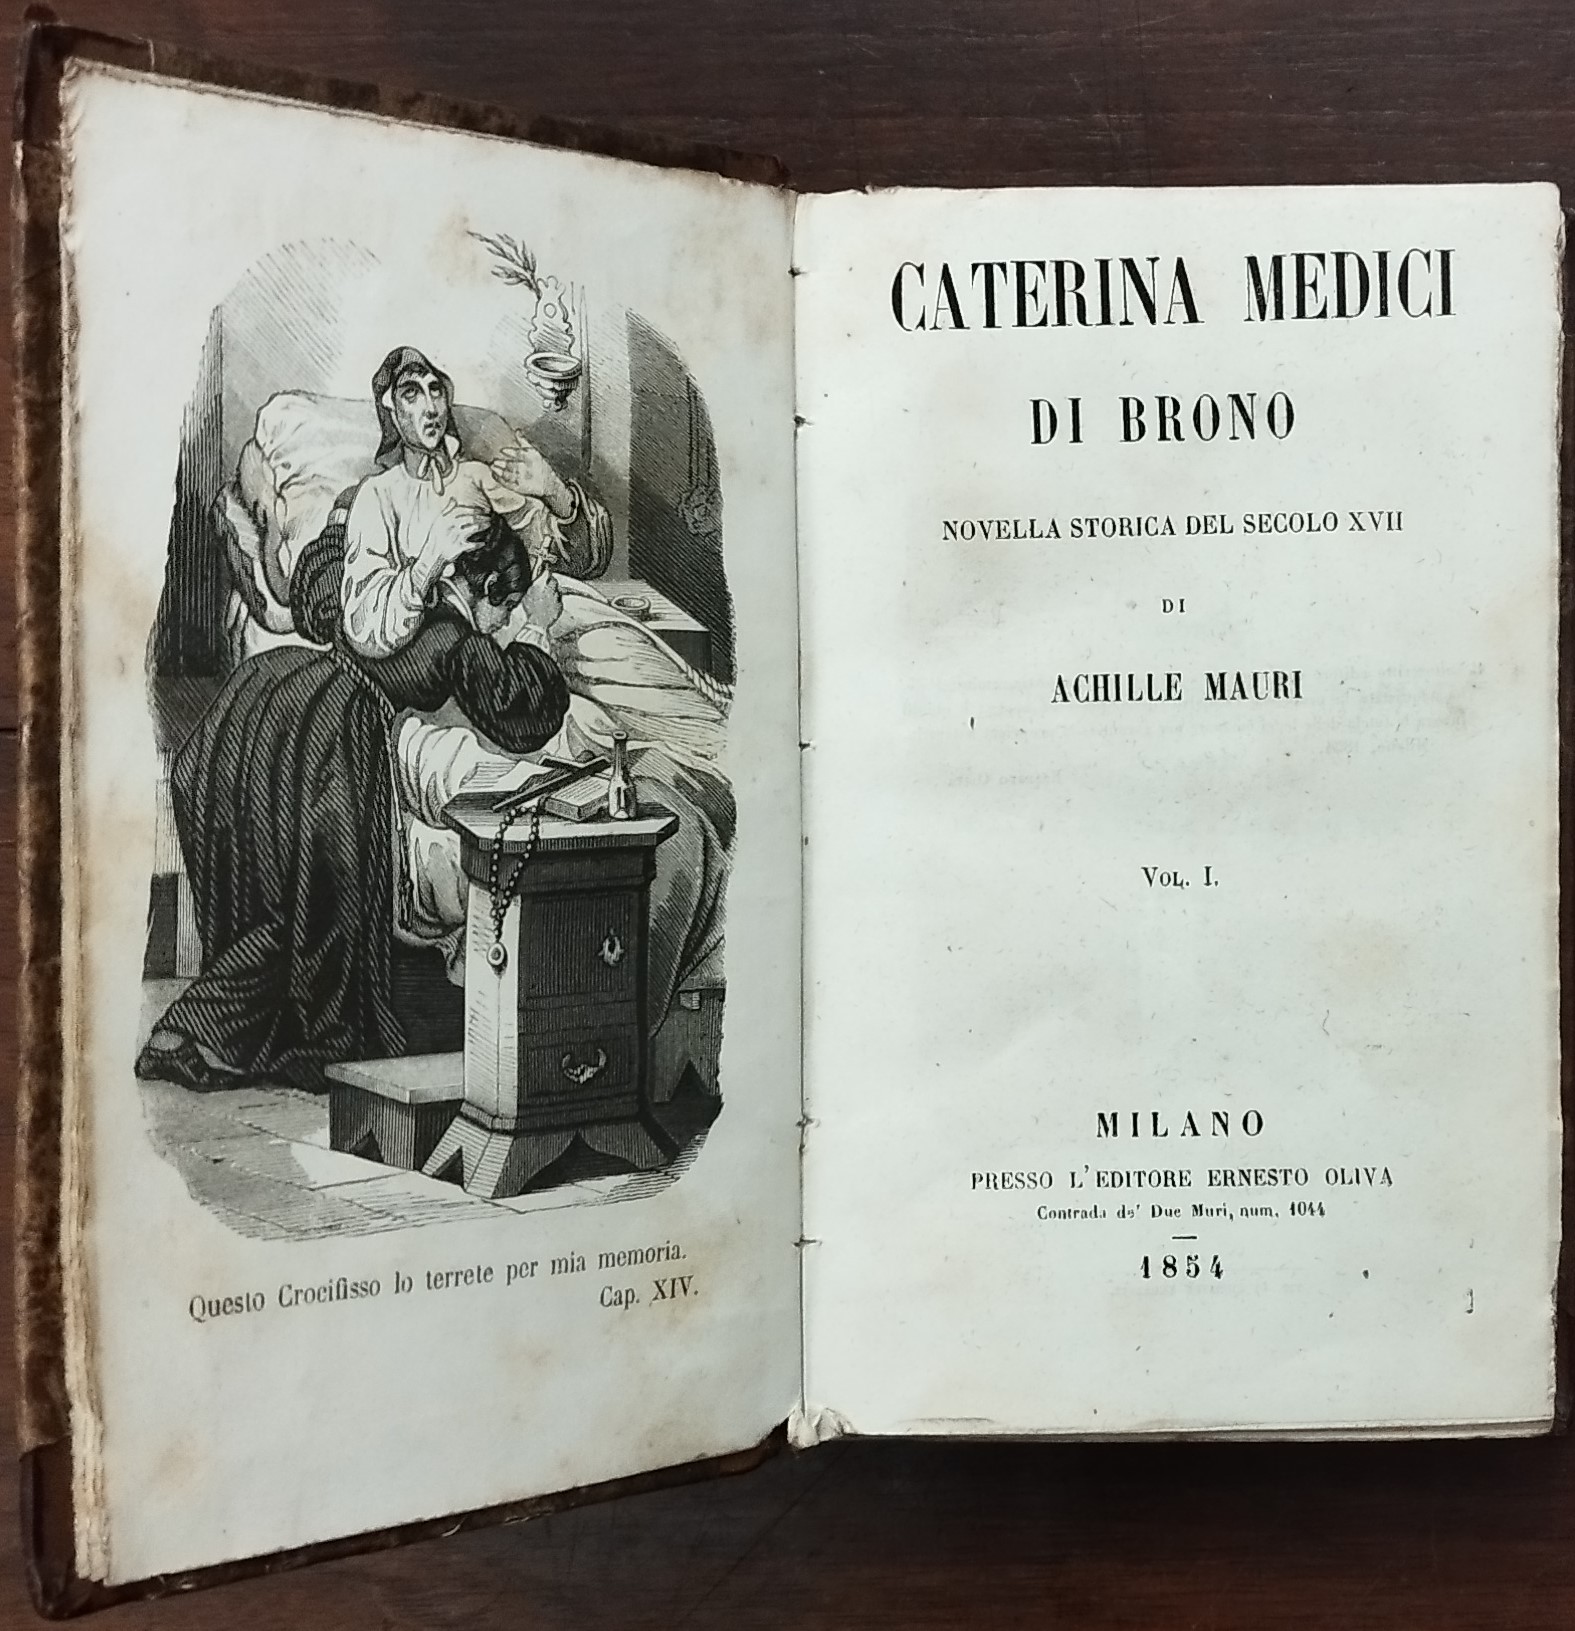 Questo Crocifisso lo terrete per mia memoria.
Cap. XIV.
CATERINA MEDICI
DI BRONO
NOVELLA STORICA DEL SECOLO XVII
DI
ACHILLE MAURI
VOL. I.
MILANO
PRESSO L'EDITORE ERNESTO OLIVA
Contrada de' Due Muri, num. 1044
1854